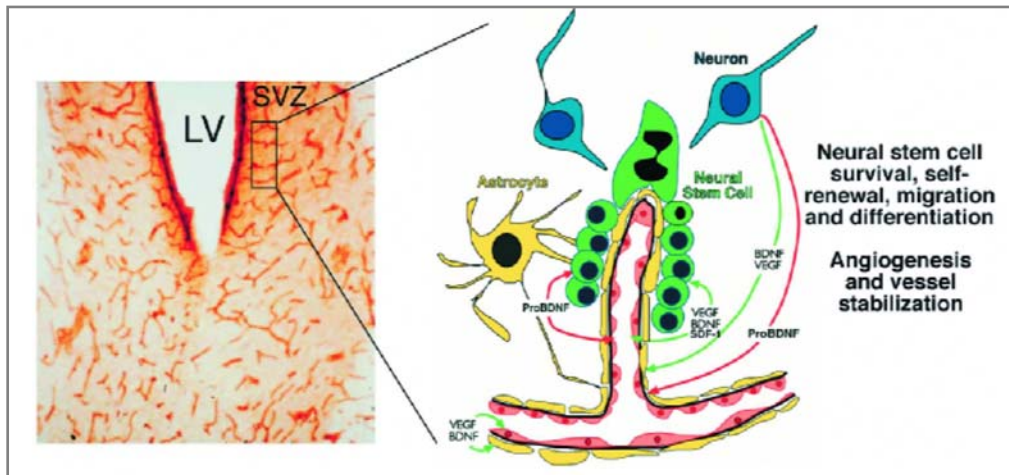 LV
SVZ
Neuron
Astrocyte
Neural
Stem Cell
BDNF
VEGF
ProBDNF
VEGF
BDNF
SDF-1
ProBDNF
VEGF
BDNF
Neural stem cell
survival, self-
renewal, migration
and differentiation
Angiogenesis
and vessel
stabilization